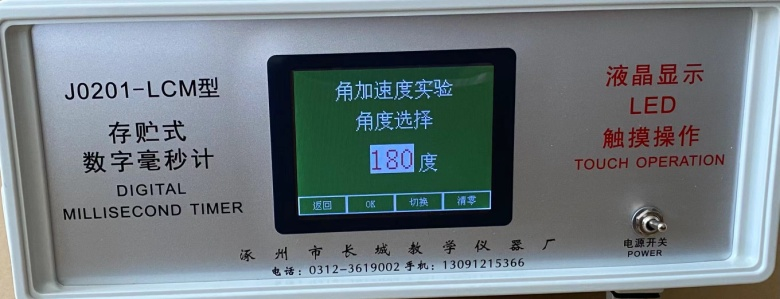 J0201-LCM型
存贮式
数字毫秒计
DIGITAL
MILLISECOND TIMER
角加速度实验
角度选择
180度
返回 OK 切换 清零
液晶显示
LED
触摸操作
TOUCH OPERATION
电源开关
POWER
涿州市长城教学仪器厂
电话：0312-3619002 手机：13091215366